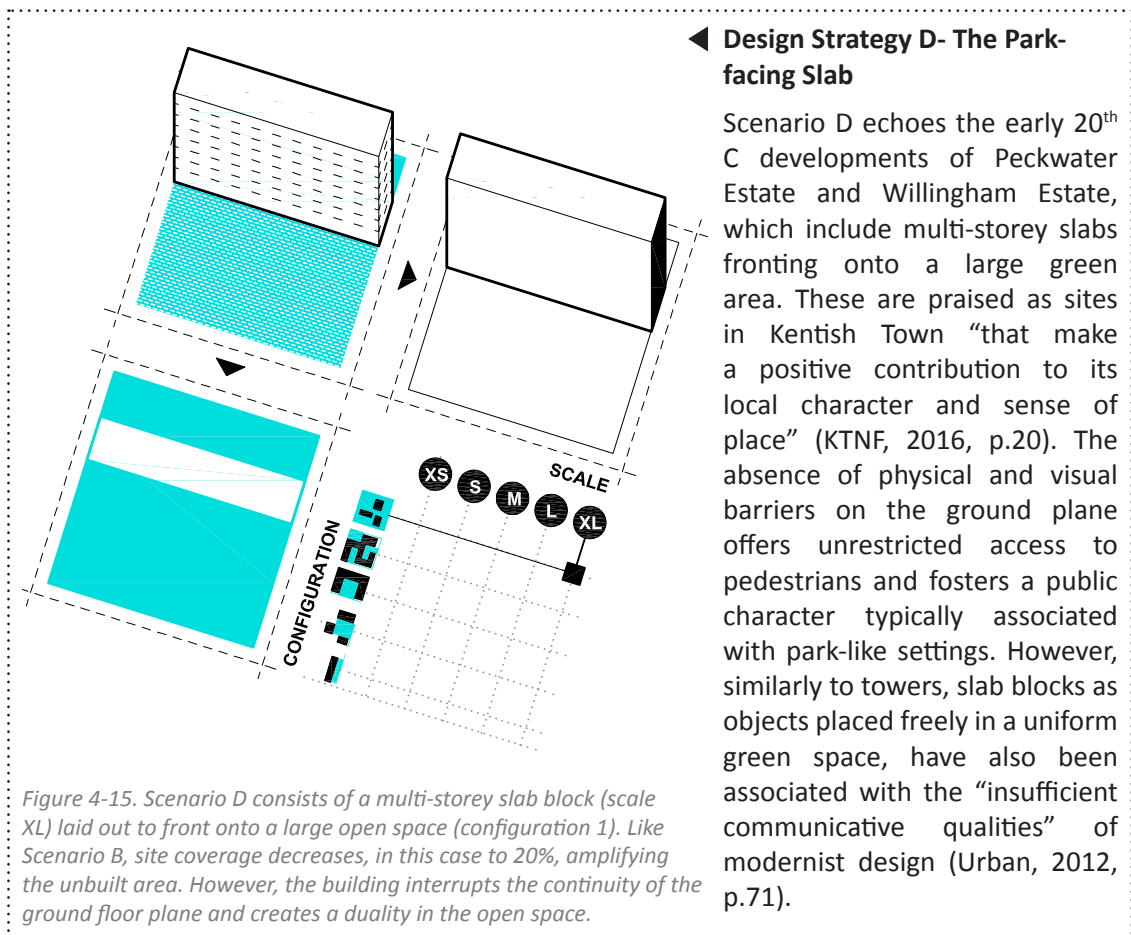 Design Strategy D- The Park-
facing Slab
Scenario D echoes the early 20th
C developments of Peckwater
Estate and Willingham Estate,
which include multi-storey slabs
fronting onto a large green
area. These are praised as sites
in Kentish Town “that make
a positive contribution to its
local character and sense of
place” (KTNF, 2016, p.20). The
absence of physical and visual
barriers on the ground plane
offers unrestricted access to
pedestrians and fosters a public
character typically associated
with park-like settings. However,
similarly to towers, slab blocks as
objects placed freely in a uniform
green space, have also been
associated with the “insufficient
communicative qualities” of
modernist design (Urban, 2012,
p.71).
SCALE
XS
S
M
L
XL
CONFIGURATION
Figure 4-15. Scenario D consists of a multi-storey slab block (scale
XL) laid out to front onto a large open space (configuration 1). Like
Scenario B, site coverage decreases, in this case to 20%, amplifying
the unbuilt area. However, the building interrupts the continuity of the
ground floor plane and creates a duality in the open space.